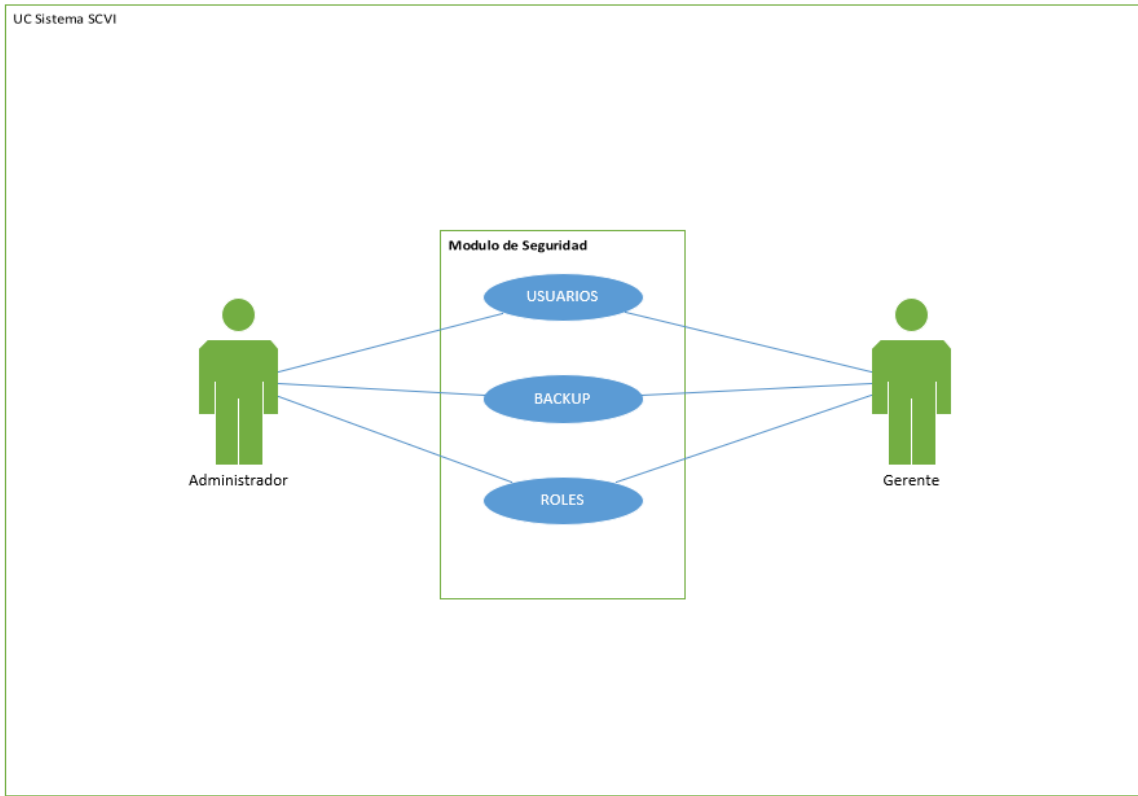 UC Sistema SCVI
Modulo de Seguridad
USUARIOS
BACKUP
Administrador
Gerente
ROLES